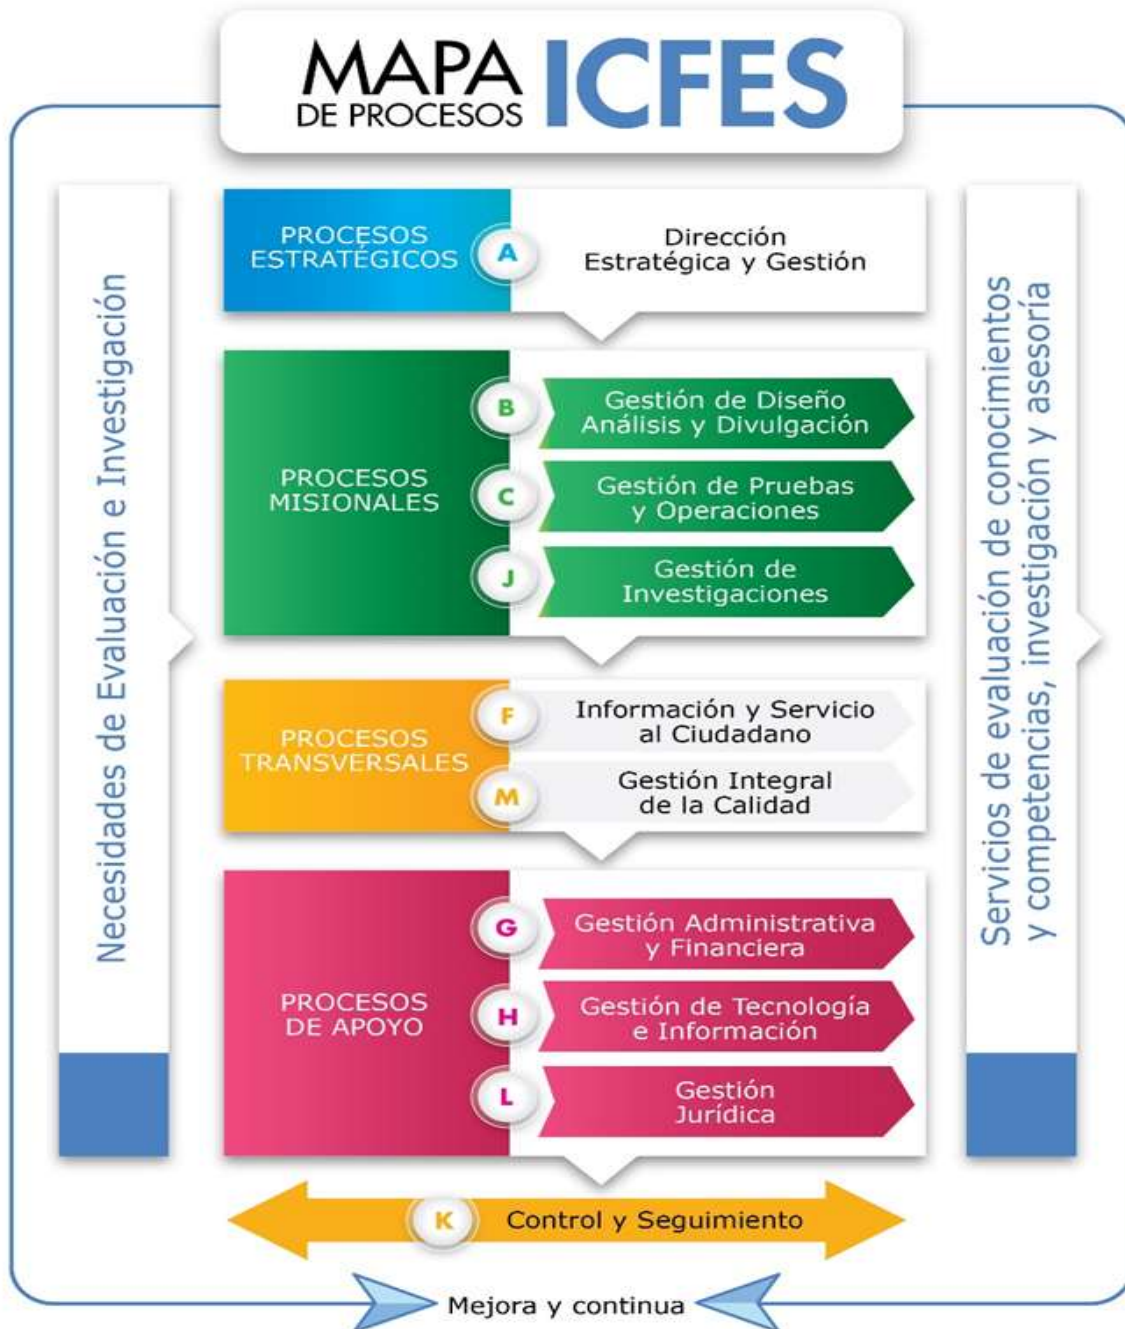 MAPA
DE PROCESOS
ICFES
Necesidades de Evaluación e Investigación
PROCESOS
ESTRATÉGICOS
A
Dirección
Estratégica y Gestión
PROCESOS
MISIONALES
B
Gestión de Diseño
Análisis y Divulgación
C
Gestión de Pruebas
y Operaciones
J
Gestión de
Investigaciones
PROCESOS
TRANSVERSALES
F
Información y Servicio
al Ciudadano
M
Gestión Integral
de la Calidad
PROCESOS
DE APOYO
G
Gestión Administrativa
y Financiera
H
Gestión de Tecnología
e Información
L
Gestión
Jurídica
Servicios de evaluación de conocimientos
y competencias, investigación y asesoría
K
Control y Seguimiento
Mejora y continua